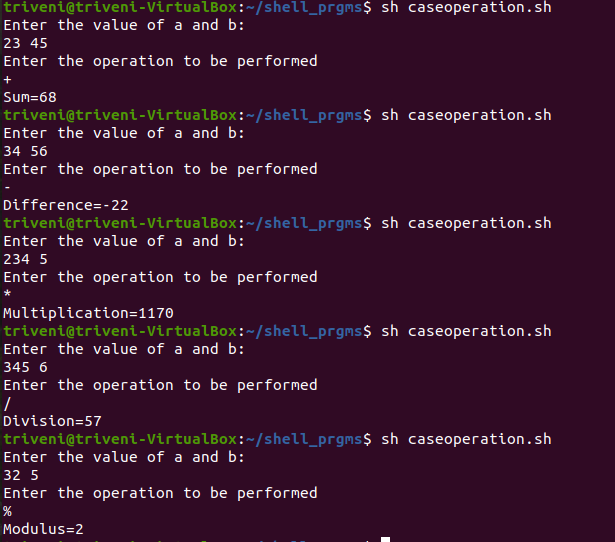 triveni@triveni-VirtualBox:~/shell_prgms$ sh caseoperation.sh
Enter the value of a and b:
23 45
Enter the operation to be performed
+
Sum=68
triveni@triveni-VirtualBox:~/shell_prgms$ sh caseoperation.sh
Enter the value of a and b:
34 56
Enter the operation to be performed
-
Difference=-22
triveni@triveni-VirtualBox:~/shell_prgms$ sh caseoperation.sh
Enter the value of a and b:
234 5
Enter the operation to be performed
*
Multiplication=1170
triveni@triveni-VirtualBox:~/shell_prgms$ sh caseoperation.sh
Enter the value of a and b:
345 6
Enter the operation to be performed
/
Division=57
triveni@triveni-VirtualBox:~/shell_prgms$ sh caseoperation.sh
Enter the value of a and b:
32 5
Enter the operation to be performed
%
Modulus=2